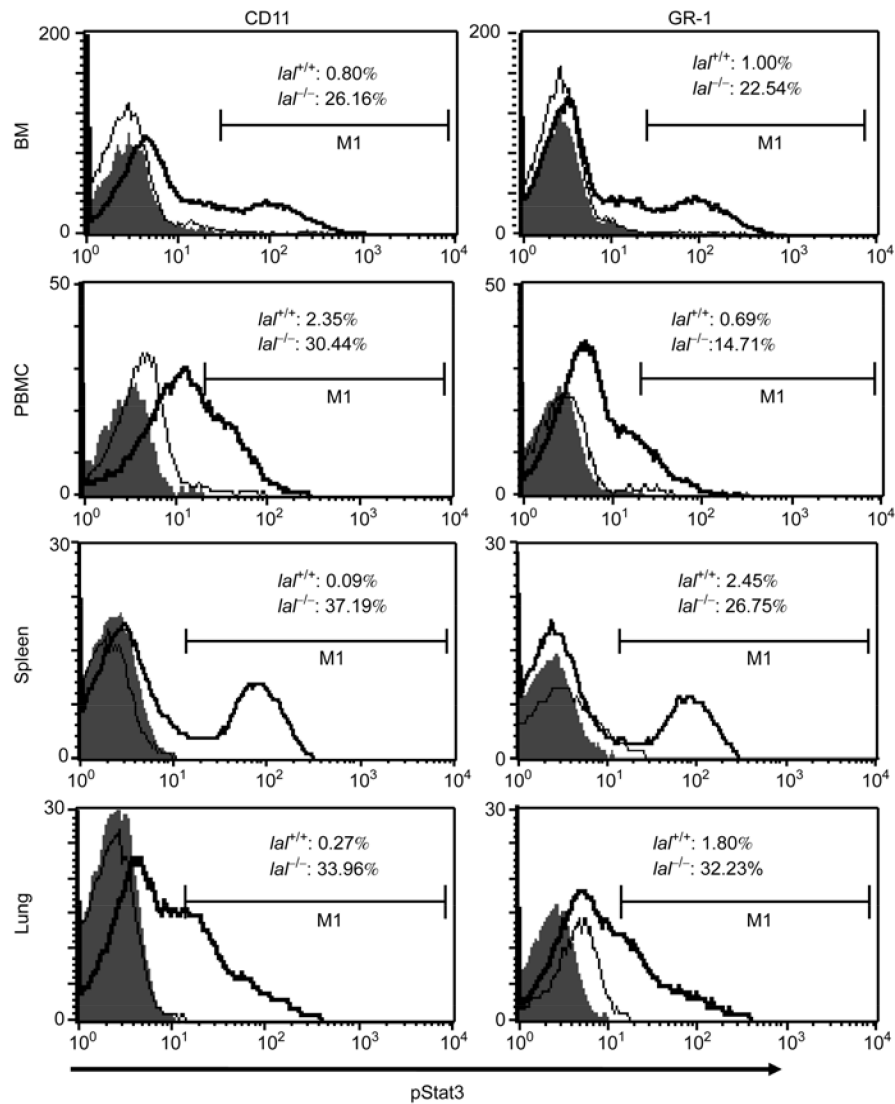 CD11 GR-1
200
lal+/+: 0.80%
lal−/−: 26.16%
M1
BM
0
10⁰ 10¹ 10² 10³ 10⁴
200
lal+/+: 1.00%
lal−/−: 22.54%
M1
0
10⁰ 10¹ 10² 10³ 10⁴
50
lal+/+: 2.35%
lal−/−: 30.44%
M1
PBMC
0
10⁰ 10¹ 10² 10³ 10⁴
50
lal+/+: 0.69%
lal−/−:14.71%
M1
0
10⁰ 10¹ 10² 10³ 10⁴
30
lal+/+: 0.09%
lal−/−: 37.19%
M1
Spleen
0
10⁰ 10¹ 10² 10³ 10⁴
30
lal+/+: 2.45%
lal−/−: 26.75%
M1
0
10⁰ 10¹ 10² 10³ 10⁴
30
lal+/+: 0.27%
lal−/−: 33.96%
M1
Lung
0
10⁰ 10¹ 10² 10³ 10⁴
30
lal+/+: 1.80%
lal−/−: 32.23%
M1
0
10⁰ 10¹ 10² 10³ 10⁴
pStat3